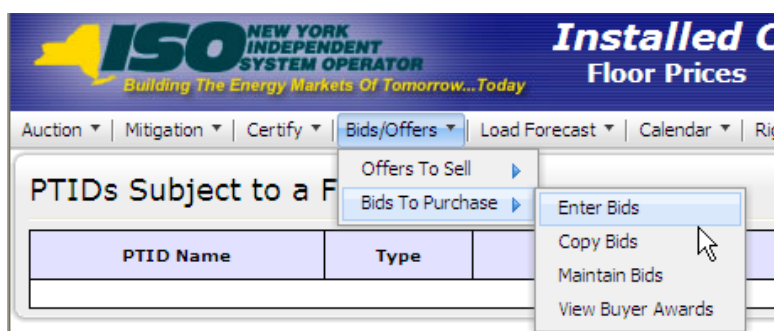 ISO NEW YORK
INDEPENDENT
SYSTEM OPERATOR
Building The Energy Markets Of Tomorrow...Today
Installed C
Floor Prices
Auction | Mitigation | Certify | Bids/Offers | Load Forecast | Calendar | Ri
Offers To Sell
PTIDs Subject to a F
Bids To Purchase
Enter Bids
PTID Name Type
Copy Bids
Maintain Bids
View Buyer Awards